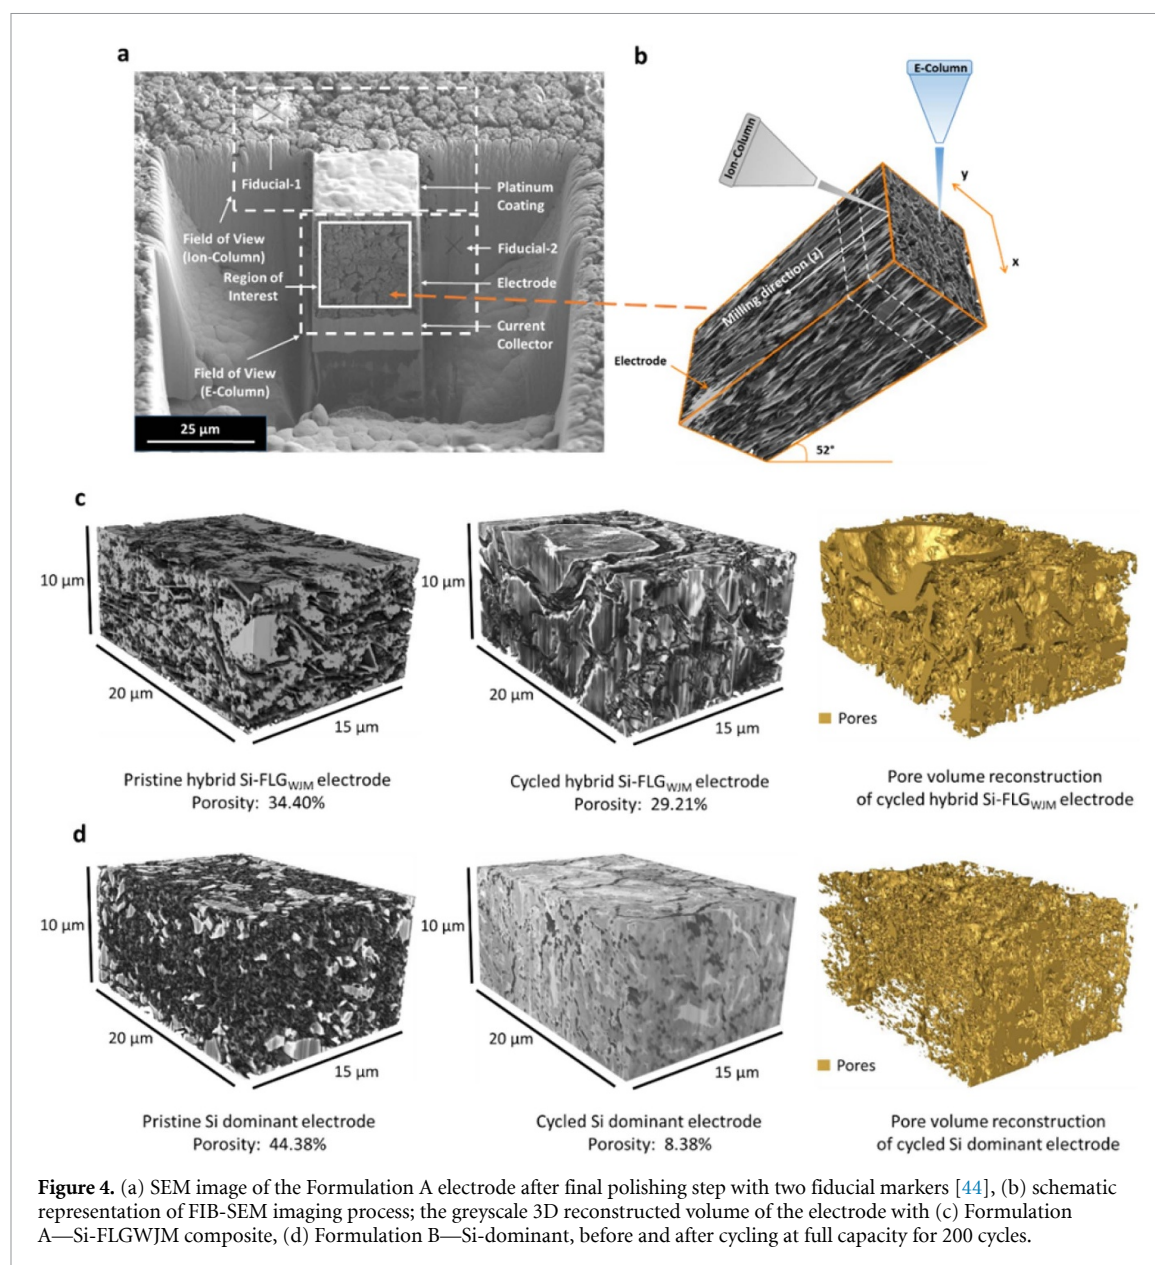 a
Fiducial-1
Platinum
Coating
Field of View
(Ion-Column)
Fiducial-2
Region of
Interest
Electrode
Current
Collector
Field of View
(E-Column)
25 µm
b
E-Column
Ion-Column
y
x
Milling direction (z)
Electrode
52°
c
10 µm
20 µm
15 µm
Pristine hybrid Si-FLGWJM electrode
Porosity: 34.40%
10 µm
20 µm
15 µm
Cycled hybrid Si-FLGWJM electrode
Porosity: 29.21%
Pores
Pore volume reconstruction
of cycled hybrid Si-FLGWJM electrode
d
10 µm
20 µm
15 µm
Pristine Si dominant electrode
Porosity: 44.38%
10 µm
20 µm
15 µm
Cycled Si dominant electrode
Porosity: 8.38%
Pores
Pore volume reconstruction
of cycled Si dominant electrode
Figure 4. (a) SEM image of the Formulation A electrode after final polishing step with two fiducial markers [44], (b) schematic
representation of FIB-SEM imaging process; the greyscale 3D reconstructed volume of the electrode with (c) Formulation
A—Si-FLGWJM composite, (d) Formulation B—Si-dominant, before and after cycling at full capacity for 200 cycles.